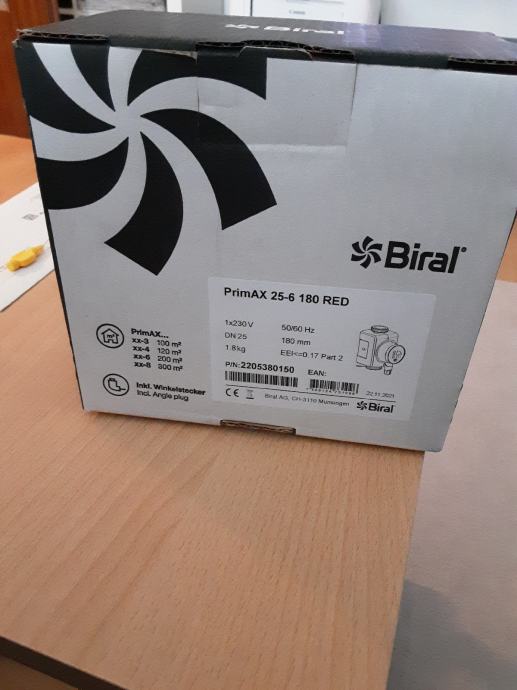 Biral
Biral
PrimAX 25-6 180 RED
1x230 V 50/60 Hz
DN 25 180 mm
1.8kg EEI<=0.17 Part 2
P/N:2205380150 EAN:
CE Biral AG, CH-3110 Münsingen Biral
22.11.2021
PrimAX...
xx-3 100 m²
xx-4 120 m²
xx-6 200 m²
xx-8 300 m²
Inkl. Winkelstecker
Incl. Angle plug